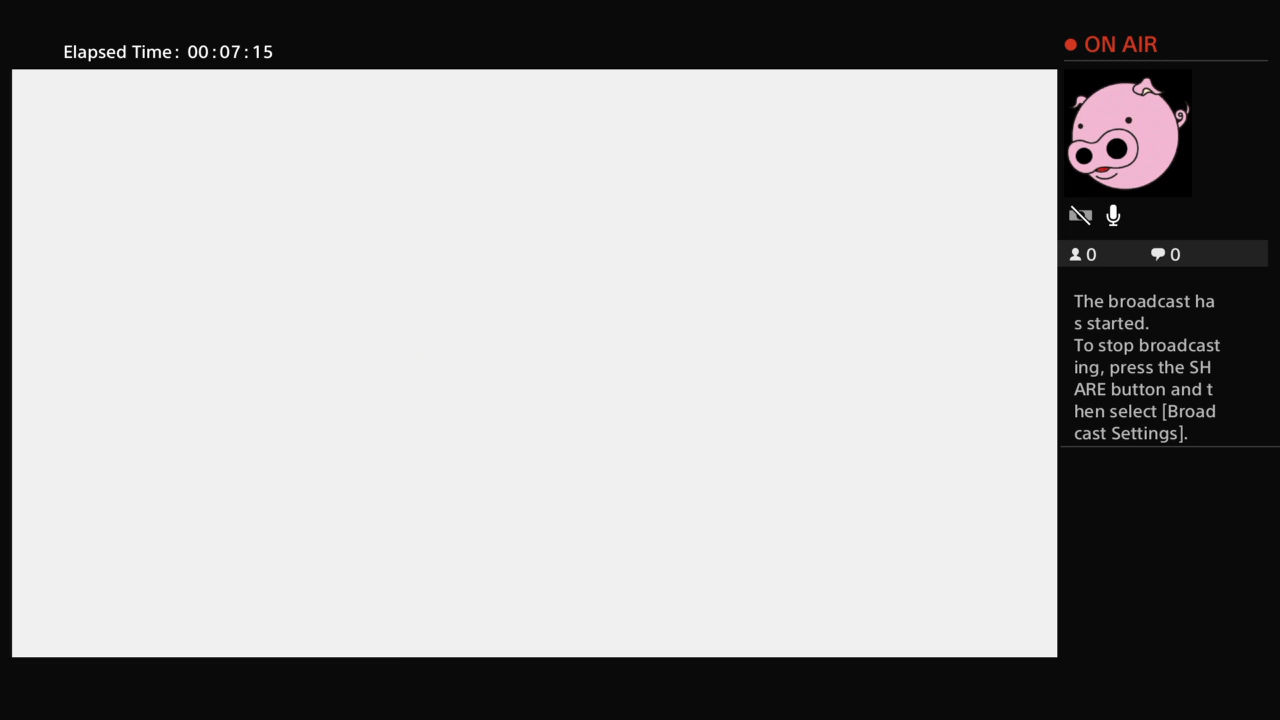 Elapsed Time: 00:07:15
ON AIR
0 0
The broadcast ha
s started.
To stop broadcast
ing, press the SH
ARE button and t
hen select [Broad
cast Settings].